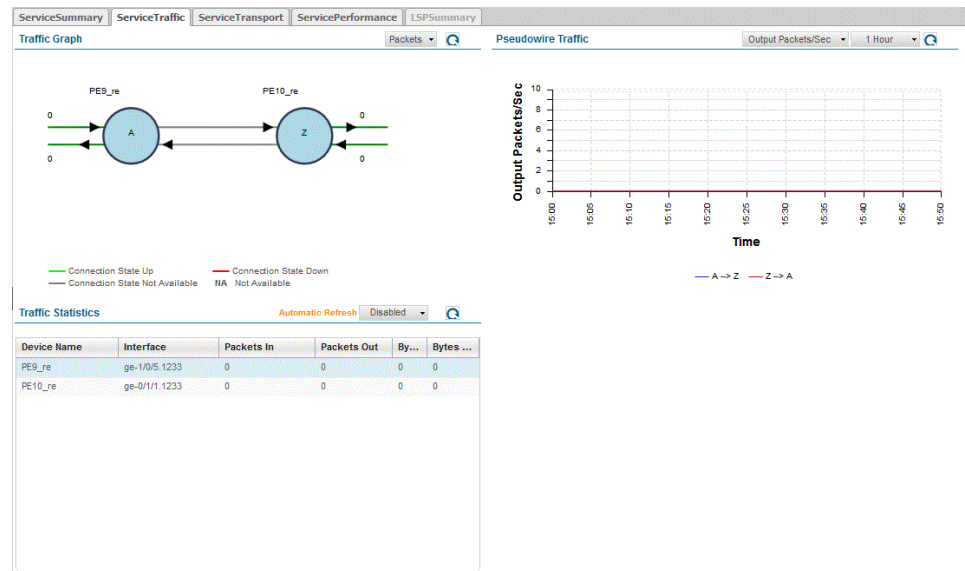 ServiceSummary ServiceTraffic ServiceTransport ServicePerformance LSPSummary
Traffic Graph Packets
PE9_re PE10_re
0 0
A Z
0 0
Connection State Up Connection State Down
Connection State Not Available NA Not Available
Traffic Statistics Automatic Refresh Disabled
Device Name Interface Packets In Packets Out By... Bytes ...
PE9_re ge-1/0/5.1233 0 0 0 0
PE10_re ge-0/1/1.1233 0 0 0 0
Pseudowire Traffic Output Packets/Sec 1 Hour
Output Packets/Sec
10
8
6
4
2
0
15:00 15:05 15:10 15:15 15:20 15:25 15:30 15:35 15:40 15:45 15:50
Time
A --> Z Z --> A